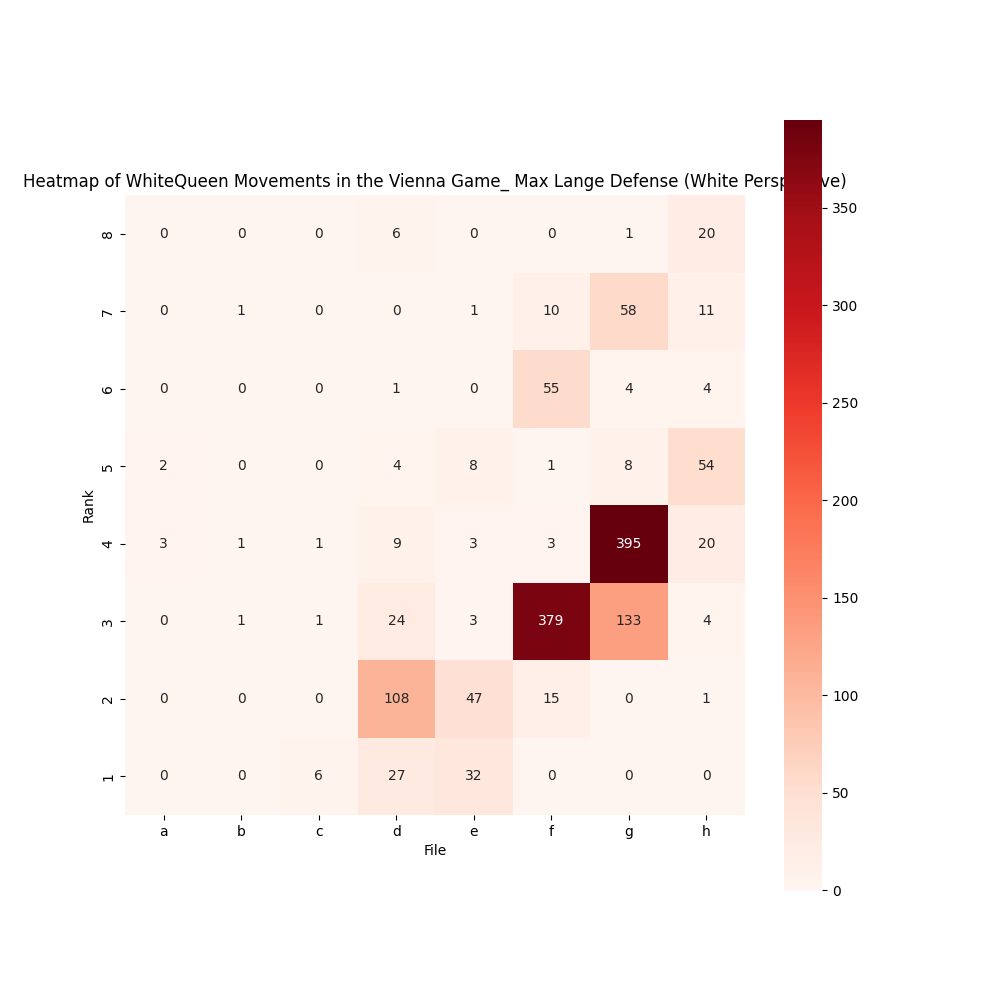 Heatmap of WhiteQueen Movements in the Vienna Game_ Max Lange Defense (White Persp ve)
8 0 0 0 6 0 0 1 20
7 0 1 0 0 1 10 58 11
6 0 0 0 1 0 55 4 4
5 2 0 0 4 8 1 8 54
4 3 1 1 9 3 3 395 20
3 0 1 1 24 3 379 133 4
2 0 0 0 108 47 15 0 1
1 0 0 6 27 32 0 0 0
a b c d e f g h
Rank
File
350
300
250
200
150
100
50
0